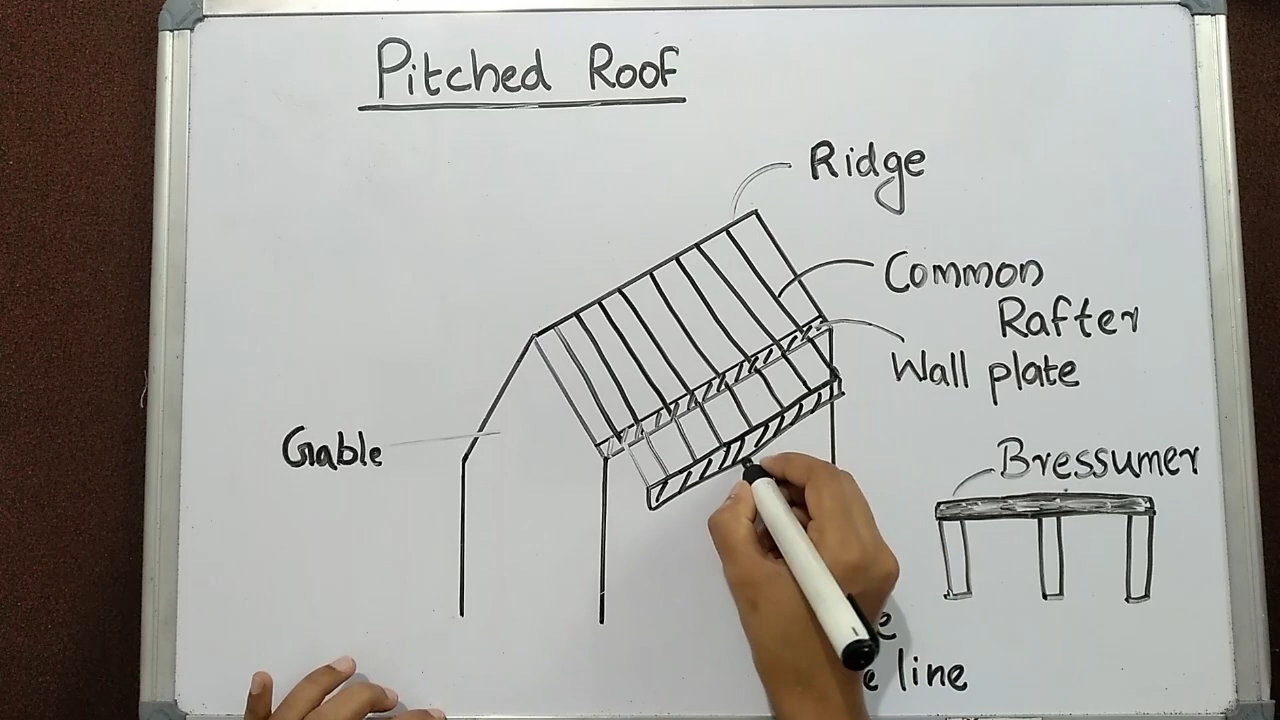 Pitched Roof
Ridge
Common
Rafter
Wall plate
Gable
Bressumer
line